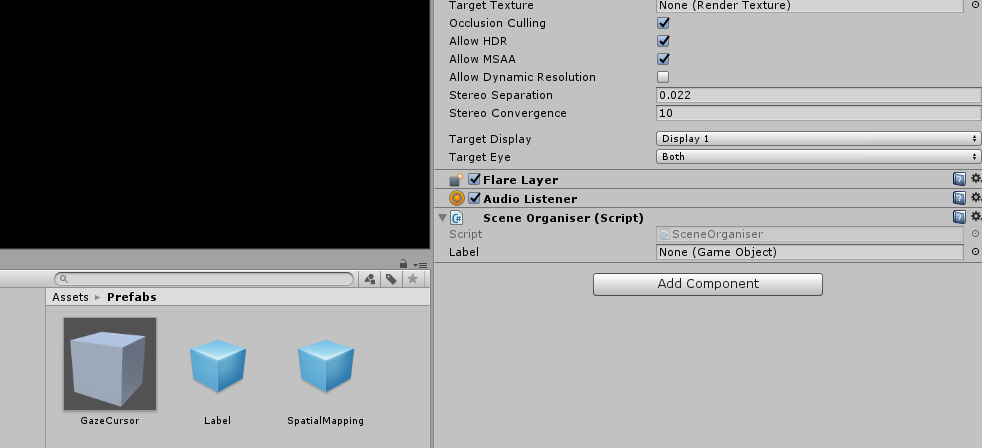 Target Texture None (Render Texture)
Occlusion Culling
Allow HDR
Allow MSAA
Allow Dynamic Resolution
Stereo Separation 0.022
Stereo Convergence 10
Target Display Display 1
Target Eye Both
Flare Layer
Audio Listener
Scene Organiser (Script)
Script SceneOrganiser
Label None (Game Object)
Add Component
Assets ▸ Prefabs
GazeCursor Label SpatialMapping